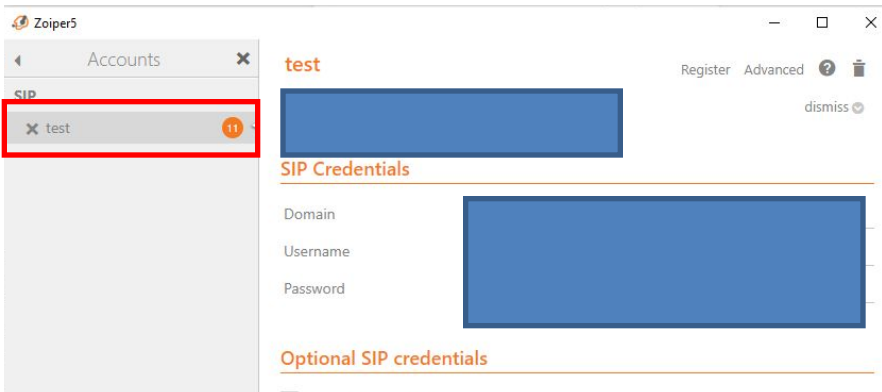 Zoiper5
Accounts
SIP
test
11
test
Register Advanced ?
dismiss
SIP Credentials
Domain
Username
Password
Optional SIP credentials